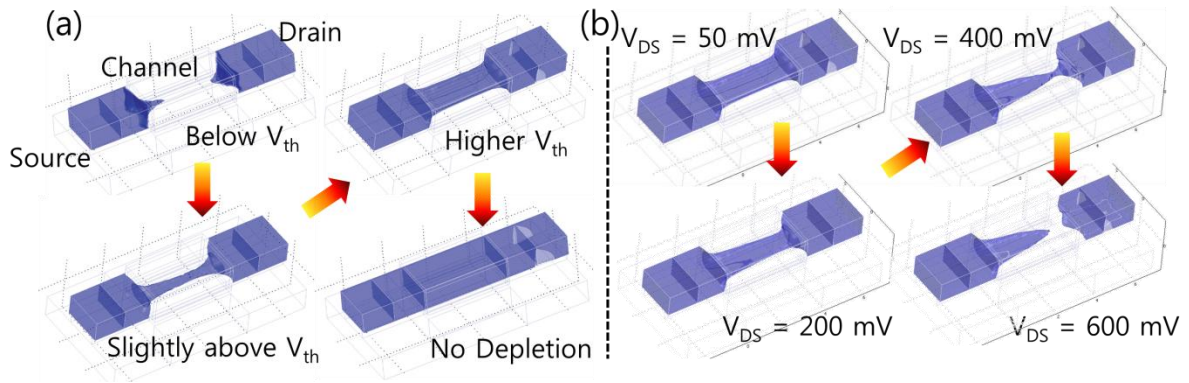 (a)
Drain
Channel
Below Vth
Source
Higher Vth
Slightly above Vth
No Depletion
(b)
VDS = 50 mV
VDS = 400 mV
VDS = 200 mV
VDS = 600 mV